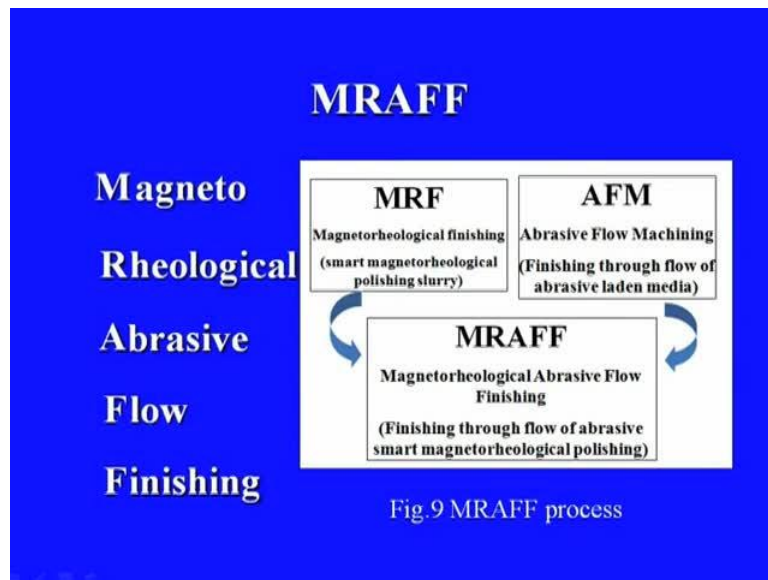 MRAFF
Magneto
Rheological
Abrasive
Flow
Finishing
MRF
Magnetorheological finishing
(smart magnetorheological
polishing slurry)
AFM
Abrasive Flow Machining
(Finishing through flow of
abrasive laden media)
MRAFF
Magnetorheological Abrasive Flow
Finishing
(Finishing through flow of abrasive
smart magnetorheological polishing)
Fig.9 MRAFF process